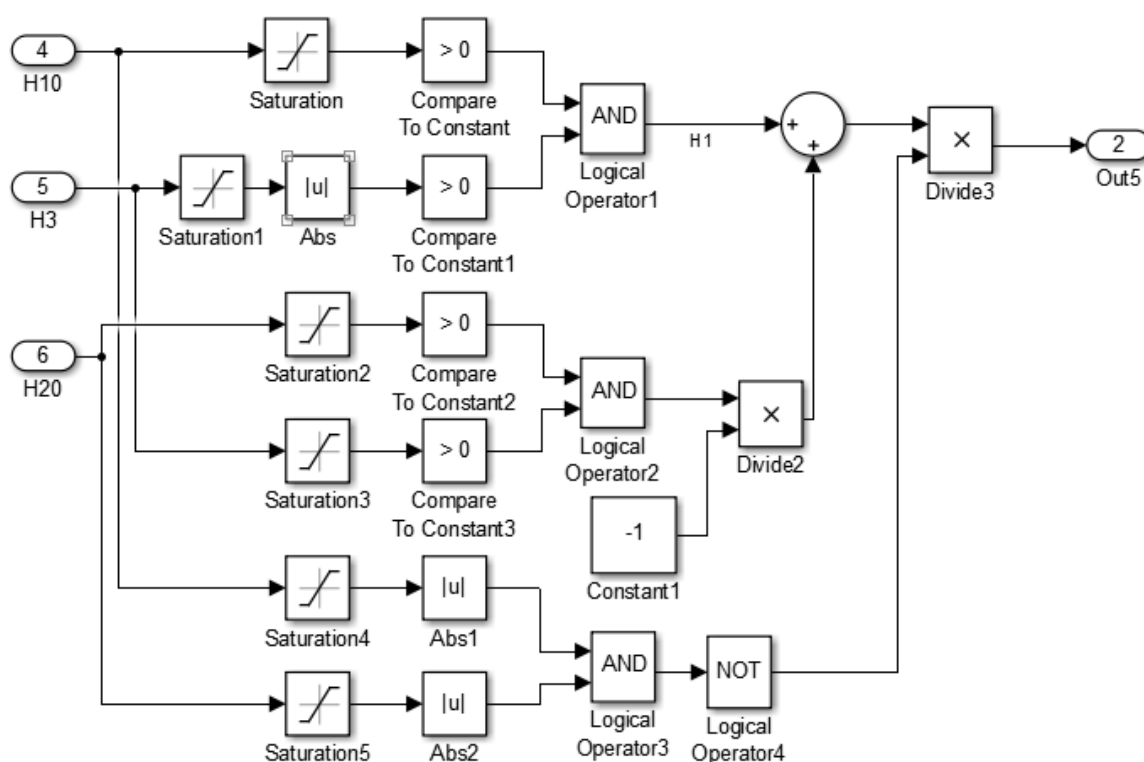 4
H10
Saturation
> 0
Compare
To Constant
AND
Logical
Operator1
H1
+
+
×
Divide3
2
Out5
5
H3
Saturation1
|u|
Abs
> 0
Compare
To Constant1
6
H20
Saturation2
> 0
Compare
To Constant2
AND
Logical
Operator2
×
Divide2
Saturation3
> 0
Compare
To Constant3
-1
Constant1
Saturation4
|u|
Abs1
AND
Logical
Operator3
NOT
Logical
Operator4
Saturation5
|u|
Abs2